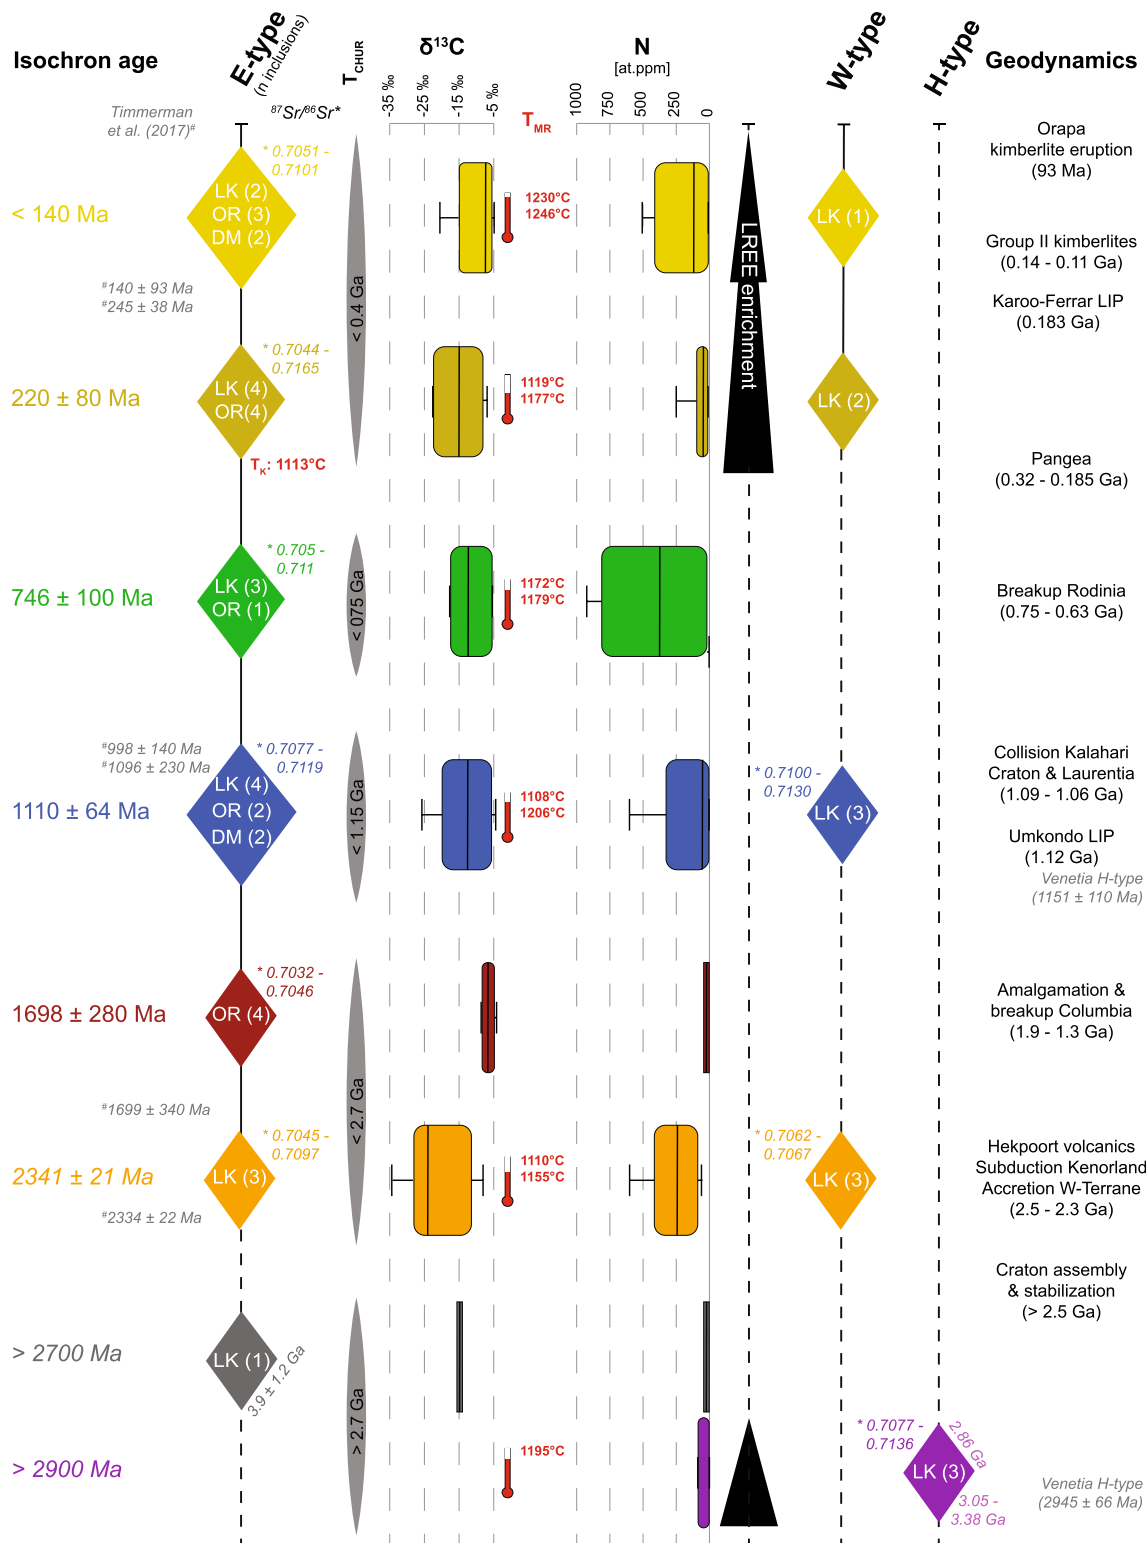 Isochron age
E-type
(n inclusions)
T CHUR
δ¹³C
N
[at.ppm]
W-type
H-type
Geodynamics
-35 ‰
-25 ‰
-15 ‰
-5 ‰
1000
750
500
250
0
Timmerman
et al. (2017)#
⁸⁷Sr/⁸⁶Sr*
T MR
Orapa
kimberlite eruption
(93 Ma)
* 0.7051 -
0.7101
< 140 Ma
LK (2)
OR (3)
DM (2)
1230°C
1246°C
LK (1)
LREE enrichment
Group II kimberlites
(0.14 - 0.11 Ga)
#140 ± 93 Ma
#245 ± 38 Ma
< 0.4 Ga
Karoo-Ferrar LIP
(0.183 Ga)
* 0.7044 -
0.7165
220 ± 80 Ma
LK (4)
OR(4)
1119°C
1177°C
LK (2)
T K: 1113°C
Pangea
(0.32 - 0.185 Ga)
* 0.705 -
0.711
746 ± 100 Ma
LK (3)
OR (1)
< 075 Ga
1172°C
1179°C
Breakup Rodinia
(0.75 - 0.63 Ga)
#998 ± 140 Ma
#1096 ± 230 Ma
* 0.7077 -
0.7119
1110 ± 64 Ma
LK (4)
OR (2)
DM (2)
< 1.15 Ga
1108°C
1206°C
* 0.7100 -
0.7130
LK (3)
Collision Kalahari
Craton & Laurentia
(1.09 - 1.06 Ga)
Umkondo LIP
(1.12 Ga)
Venetia H-type
(1151 ± 110 Ma)
* 0.7032 -
0.7046
1698 ± 280 Ma
OR (4)
Amalgamation &
breakup Columbia
(1.9 - 1.3 Ga)
< 2.7 Ga
#1699 ± 340 Ma
* 0.7045 -
0.7097
2341 ± 21 Ma
LK (3)
#2334 ± 22 Ma
1110°C
1155°C
* 0.7062 -
0.7067
LK (3)
Hekpoort volcanics
Subduction Kenorland
Accretion W-Terrane
(2.5 - 2.3 Ga)
Craton assembly
& stabilization
(> 2.5 Ga)
> 2700 Ma
LK (1)
3.9 ± 1.2 Ga
> 2.7 Ga
> 2900 Ma
1195°C
* 0.7077 -
0.7136
2.86 Ga
LK (3)
3.05 -
3.38 Ga
Venetia H-type
(2945 ± 66 Ma)